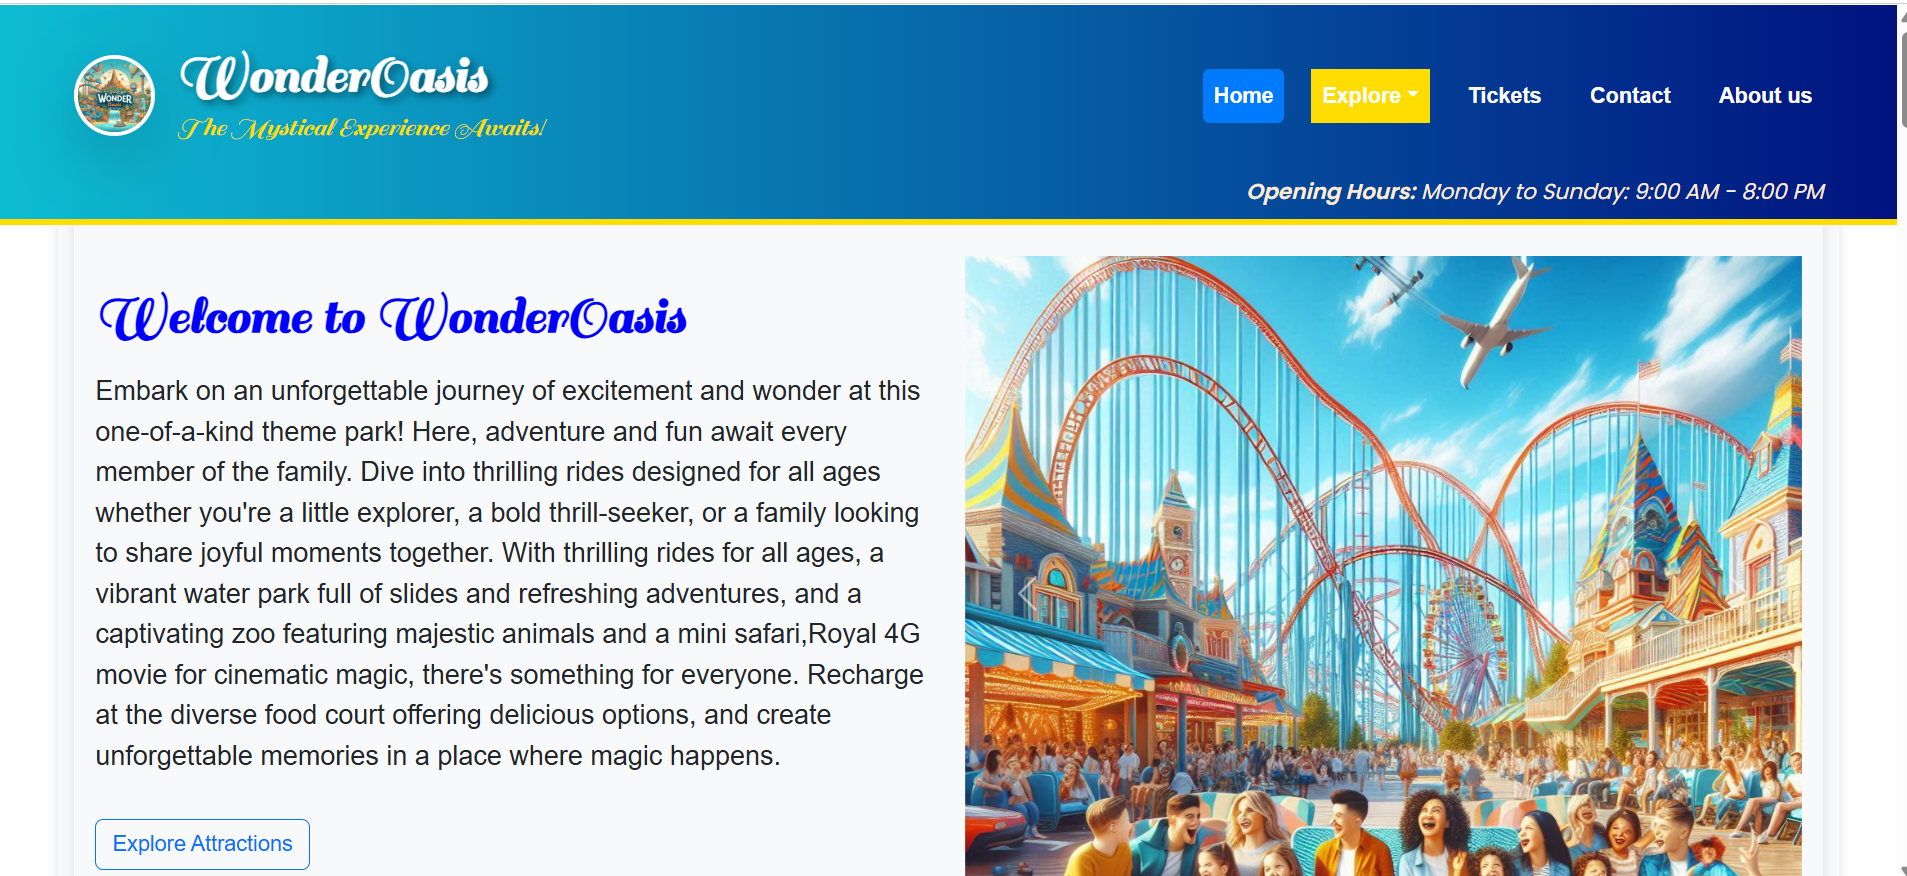 WONDER
WonderOasis
The Mystical Experience Awaits!
Home
Explore
Tickets
Contact
About us
Opening Hours: Monday to Sunday: 9:00 AM - 8:00 PM
Welcome to WonderOasis
Embark on an unforgettable journey of excitement and wonder at this
one-of-a-kind theme park! Here, adventure and fun await every
member of the family. Dive into thrilling rides designed for all ages
whether you're a little explorer, a bold thrill-seeker, or a family looking
to share joyful moments together. With thrilling rides for all ages, a
vibrant water park full of slides and refreshing adventures, and a
captivating zoo featuring majestic animals and a mini safari,Royal 4G
movie for cinematic magic, there's something for everyone. Recharge
at the diverse food court offering delicious options, and create
unforgettable memories in a place where magic happens.
Explore Attractions